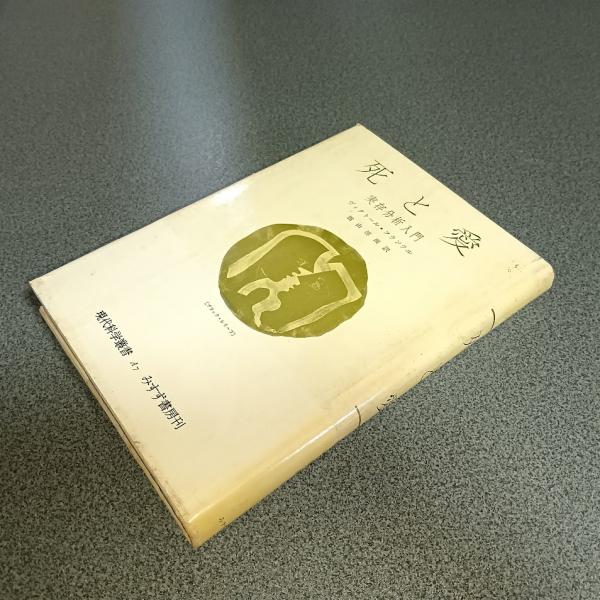 死と愛
実存分析入門
ヴィクトール・フランクル
霜山徳爾訳
現代科学叢書 A7 みすず書房刊